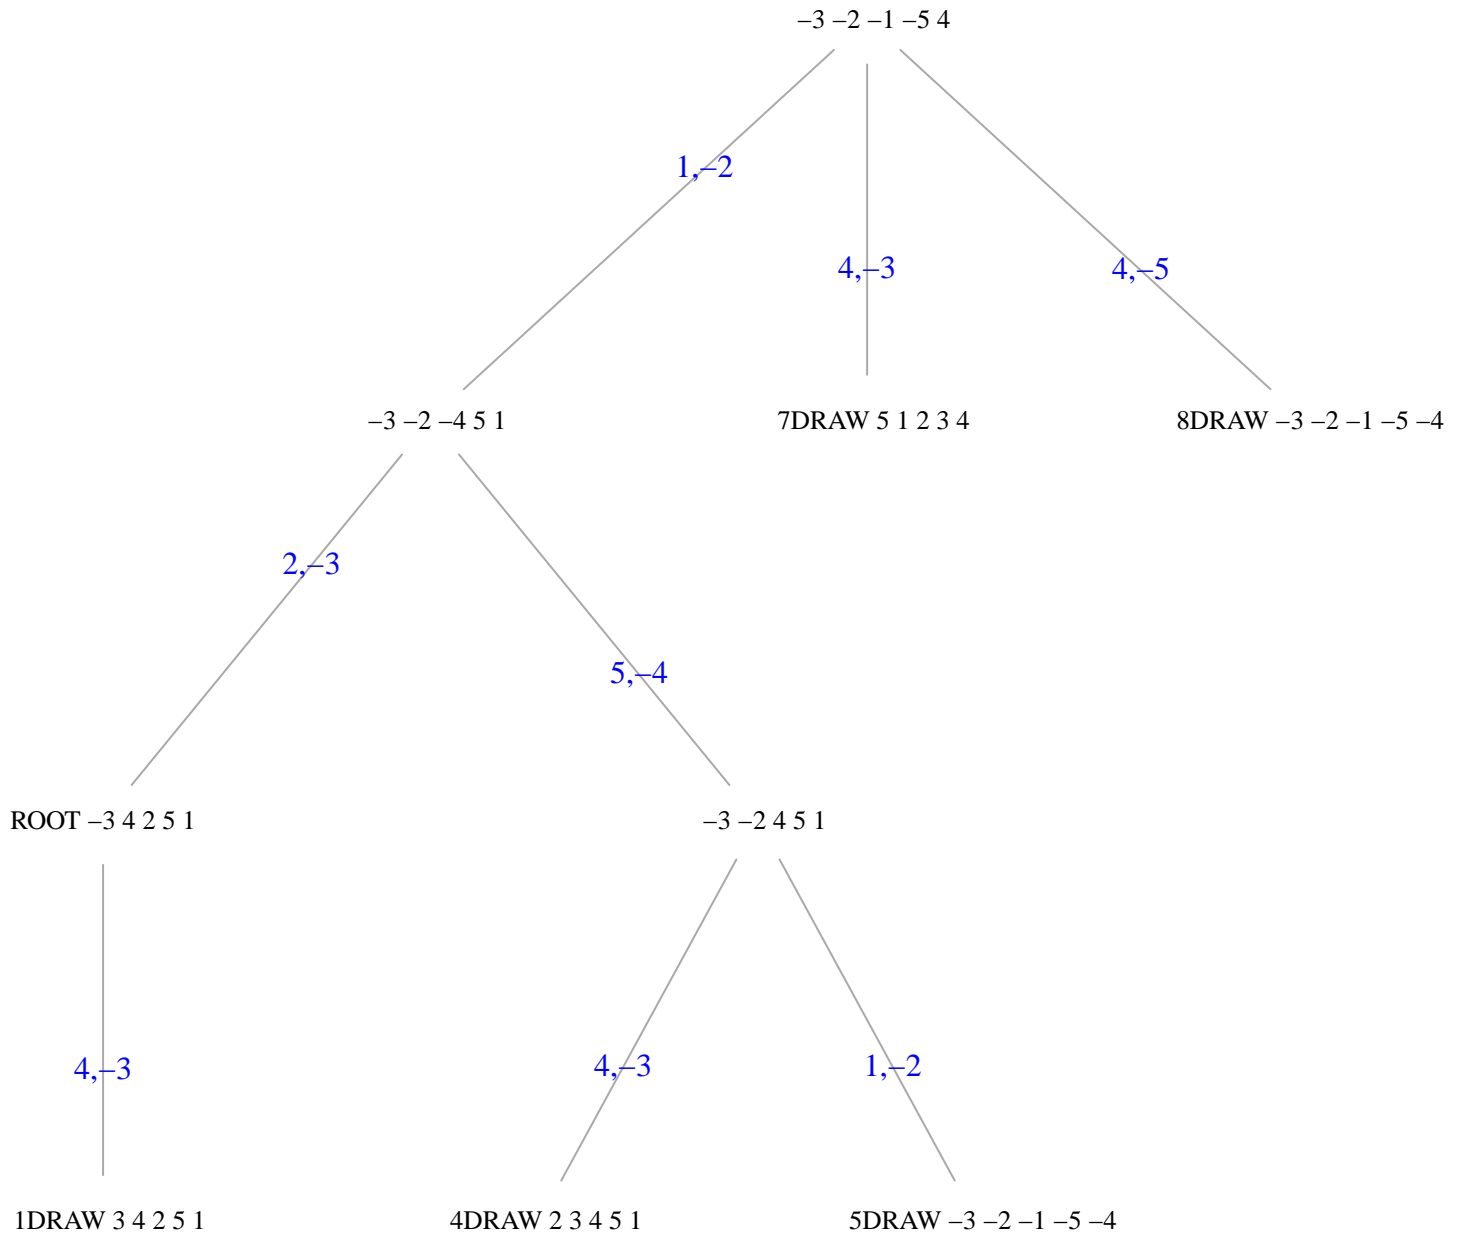 –3 –2 –1 –5 4
1,–2
4,–3
4,–5
–3 –2 –4 5 1
7DRAW 5 1 2 3 4
8DRAW –3 –2 –1 –5 –4
2,–3
5,–4
ROOT –3 4 2 5 1
–3 –2 4 5 1
4,–3
4,–3
1,–2
1DRAW 3 4 2 5 1
4DRAW 2 3 4 5 1
5DRAW –3 –2 –1 –5 –4